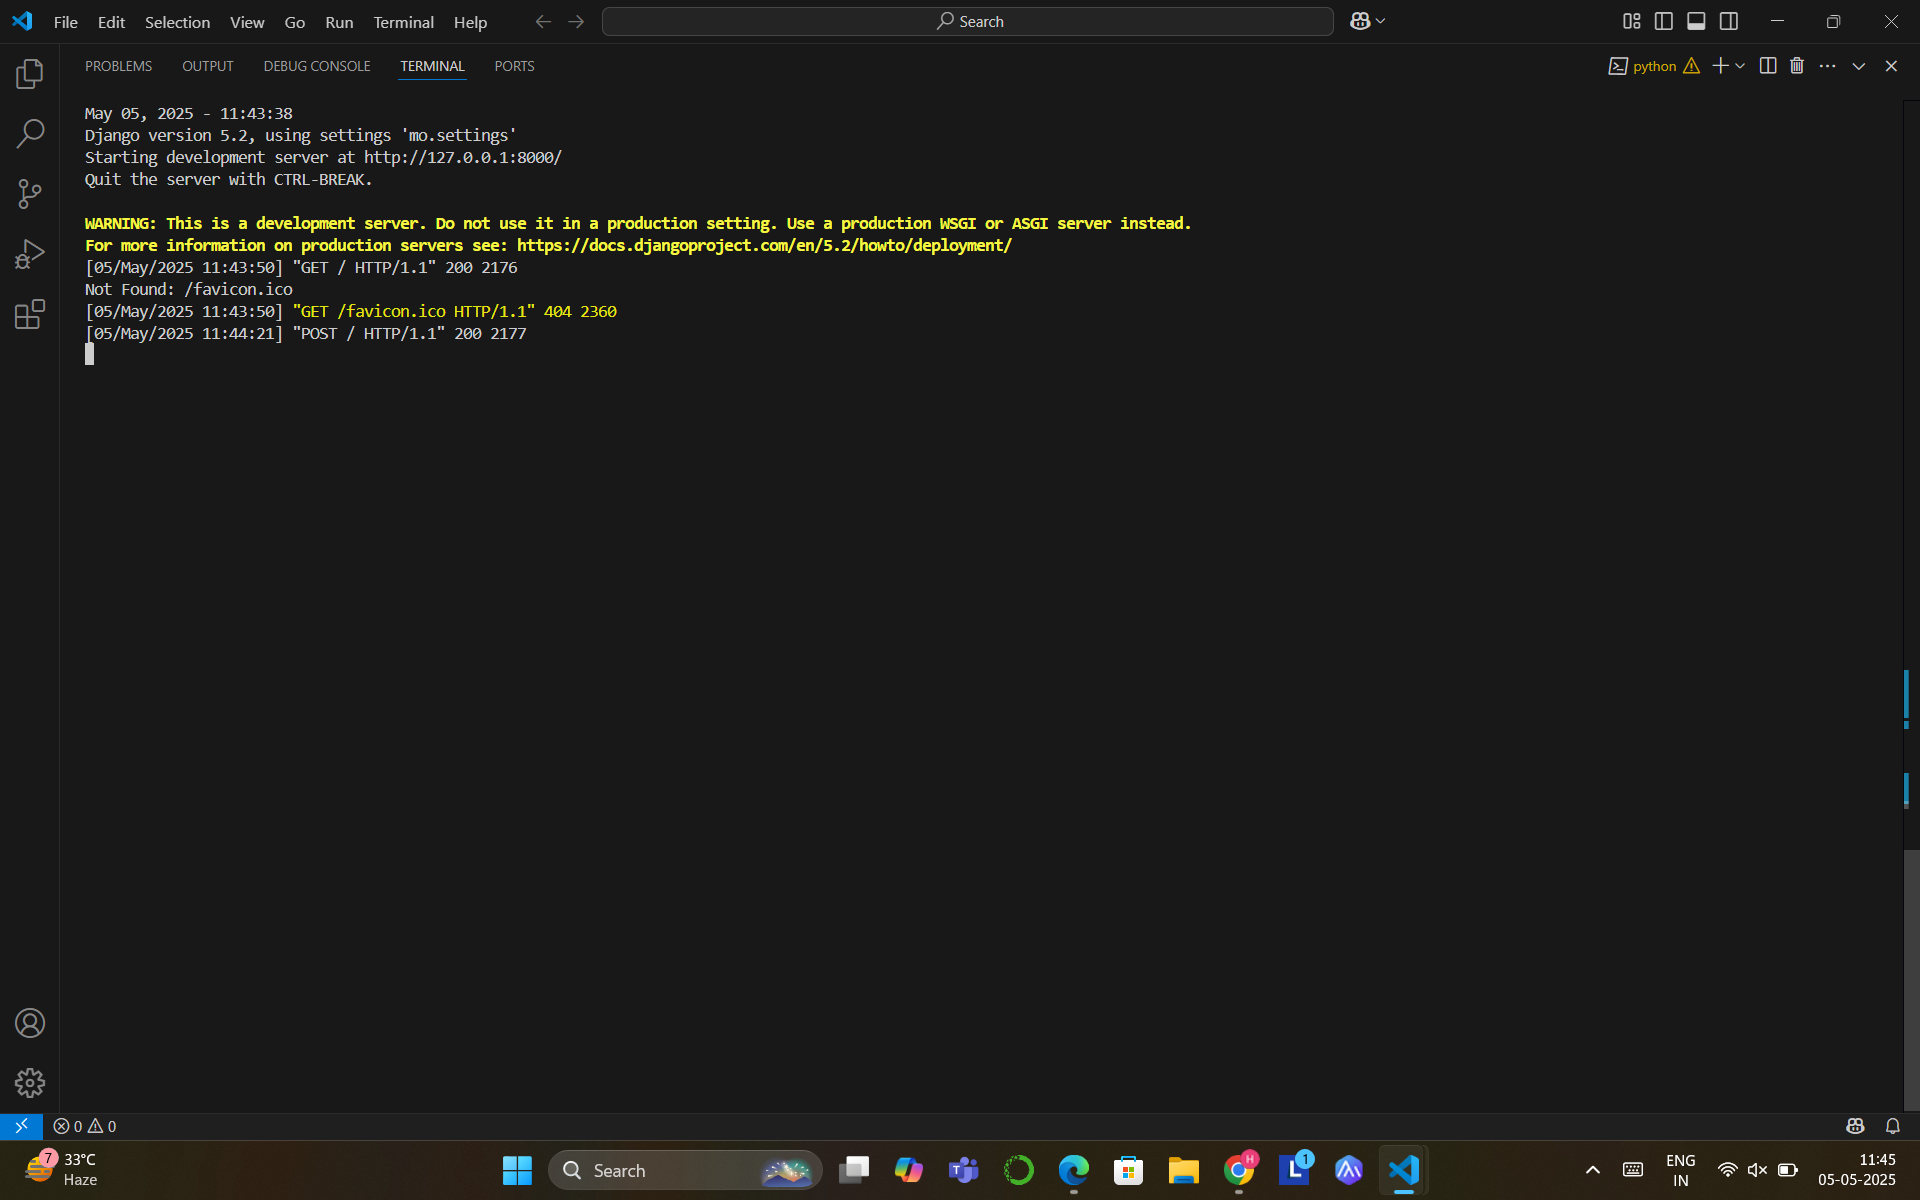 File Edit Selection View Go Run Terminal Help
Search
PROBLEMS OUTPUT DEBUG CONSOLE TERMINAL PORTS
python
May 05, 2025 - 11:43:38
Django version 5.2, using settings 'mo.settings'
Starting development server at http://127.0.0.1:8000/
Quit the server with CTRL-BREAK.
WARNING: This is a development server. Do not use it in a production setting. Use a production WSGI or ASGI server instead.
For more information on production servers see: https://docs.djangoproject.com/en/5.2/howto/deployment/
[05/May/2025 11:43:50] "GET / HTTP/1.1" 200 2176
Not Found: /favicon.ico
[05/May/2025 11:43:50] "GET /favicon.ico HTTP/1.1" 404 2360
[05/May/2025 11:44:21] "POST / HTTP/1.1" 200 2177
0 0
7
33°C
Haze
Search
T
H
L
1
ENG
IN
11:45
05-05-2025